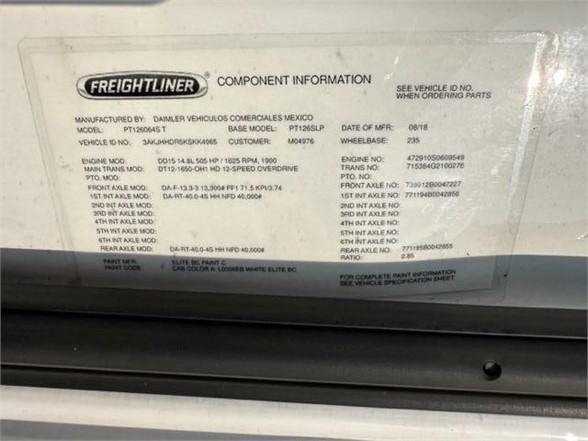 FREIGHTLINER COMPONENT INFORMATION SEE VEHICLE ID NO. WHEN ORDERING PARTS
MANUFACTURED BY: DAIMLER VEHICULOS COMERCIALES MEXICO
MODEL: PT126064S T BASE MODEL: PT126SLP DATE OF MFR: 08/18
VEHICLE ID NO: 3AKJHHDR5KSKK4965 CUSTOMER: M04976 WHEELBASE: 235
ENGINE MOD: DD15 14.8L 505 HP / 1625 RPM, 1900 ENGINE NO: 472910S0609549
MAIN TRANS MOD: DT12-1650-OH1 HD 12-SPEED OVERDRIVE TRANS NO: 715384G2100276
PTO. MOD: PTO. NO:
FRONT AXLE MOD: DA-F-13.3-3 13,300# FF1 71.5 KPI/3.74 FRONT AXLE NO: 739912B0047227
1ST INT AXLE MOD: DA-RT-40.0-4S HH NFD 40,000# 1ST INT AXLE NO: 771194B0042856
2ND INT AXLE MOD: 2ND INT AXLE NO:
3RD INT AXLE MOD: 3RD INT AXLE NO:
4TH INT AXLE MOD: 4TH INT AXLE NO:
5TH INT AXLE MOD: 5TH INT AXLE NO:
6TH INT AXLE MOD: 6TH INT AXLE NO:
REAR AXLE MOD: DA-RT-40.0-4S HH NFD 40,000# REAR AXLE NO: 771195B0042855
RATIO: 2.85
PAINT MFR: ELITE BC PAINT C
PAINT CODE: CAB COLOR A: L0006EB WHITE ELITE BC
FOR COMPLETE PAINT INFORMATION
SEE VEHICLE SPECIFICATION SHEET.